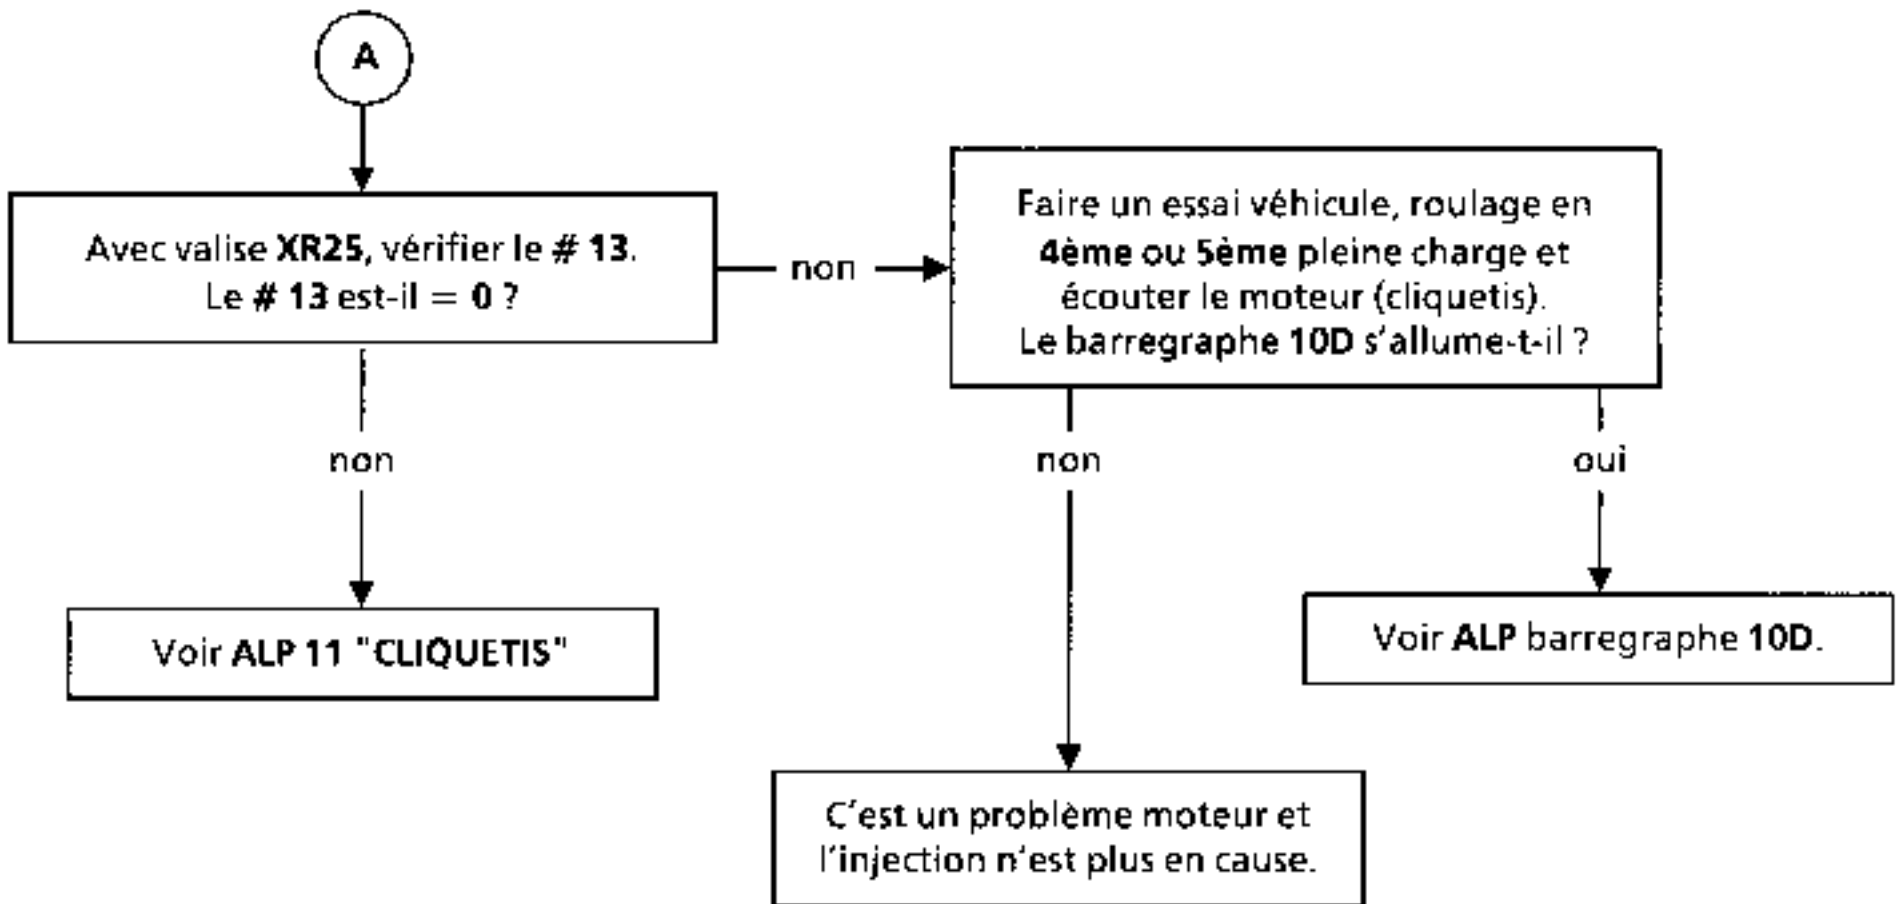 A
Avec valise XR25, vérifier le # 13.
Le # 13 est-il = 0 ?
non
Faire un essai véhicule, roulage en
4ème ou 5ème pleine charge et
écouter le moteur (cliquetis).
Le barregraphe 10D s'allume-t-il ?
non
non
oui
Voir ALP 11 "CLIQUETIS"
Voir ALP barregraphe 10D.
C'est un problème moteur et
l'injection n'est plus en cause.